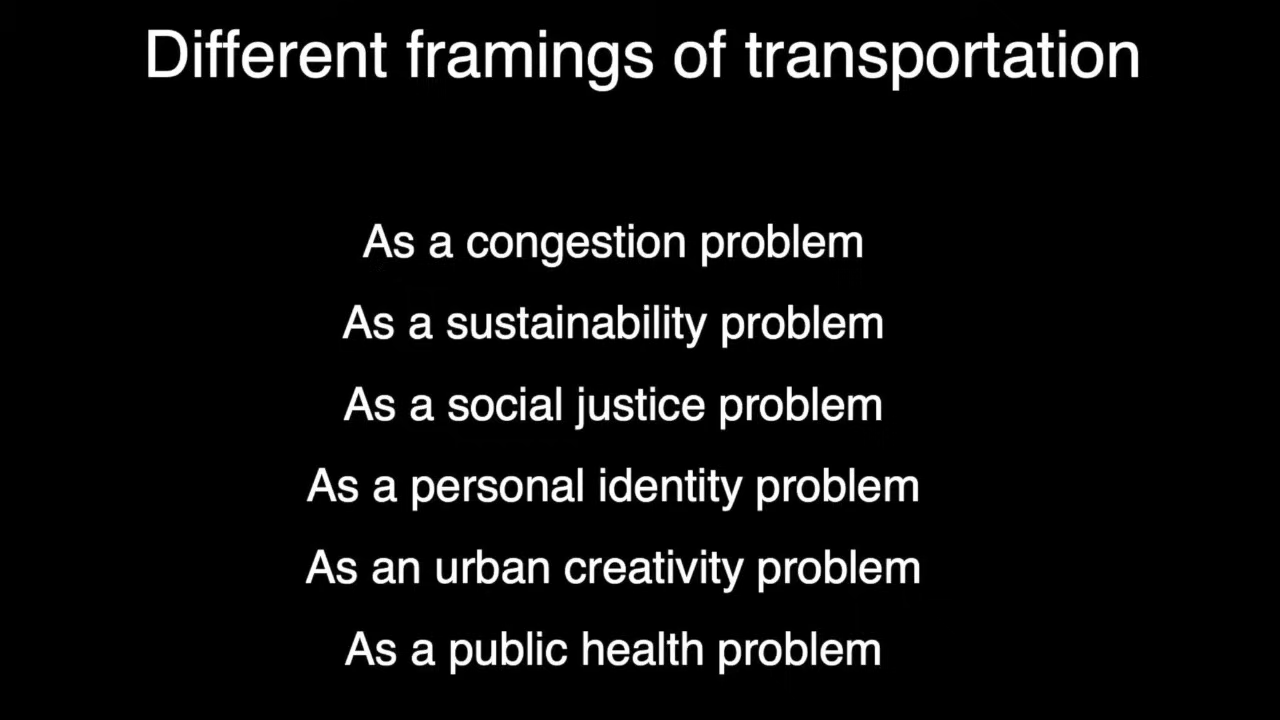 Different framings of transportation
As a congestion problem
As a sustainability problem
As a social justice problem
As a personal identity problem
As an urban creativity problem
As a public health problem